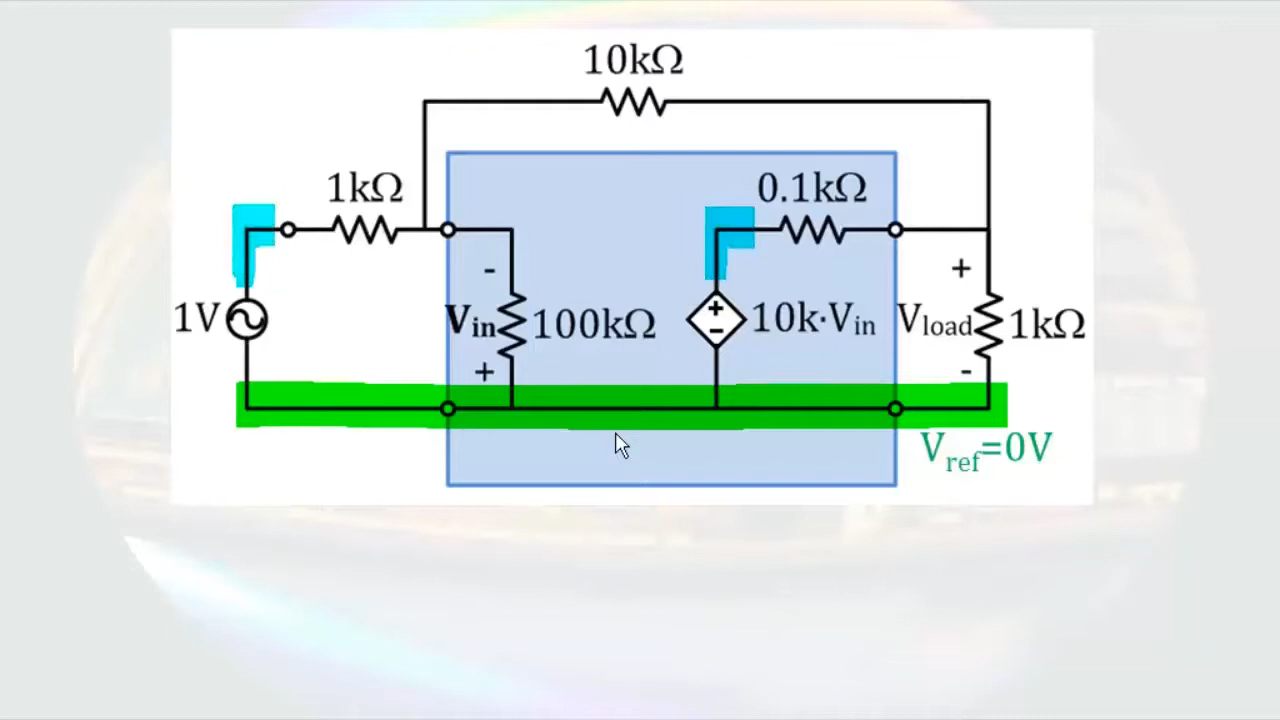 10kΩ
1kΩ
0.1kΩ
-
+
1V
Vin
100kΩ
+
-
10k·Vin
Vload
1kΩ
+
-
Vref=0V